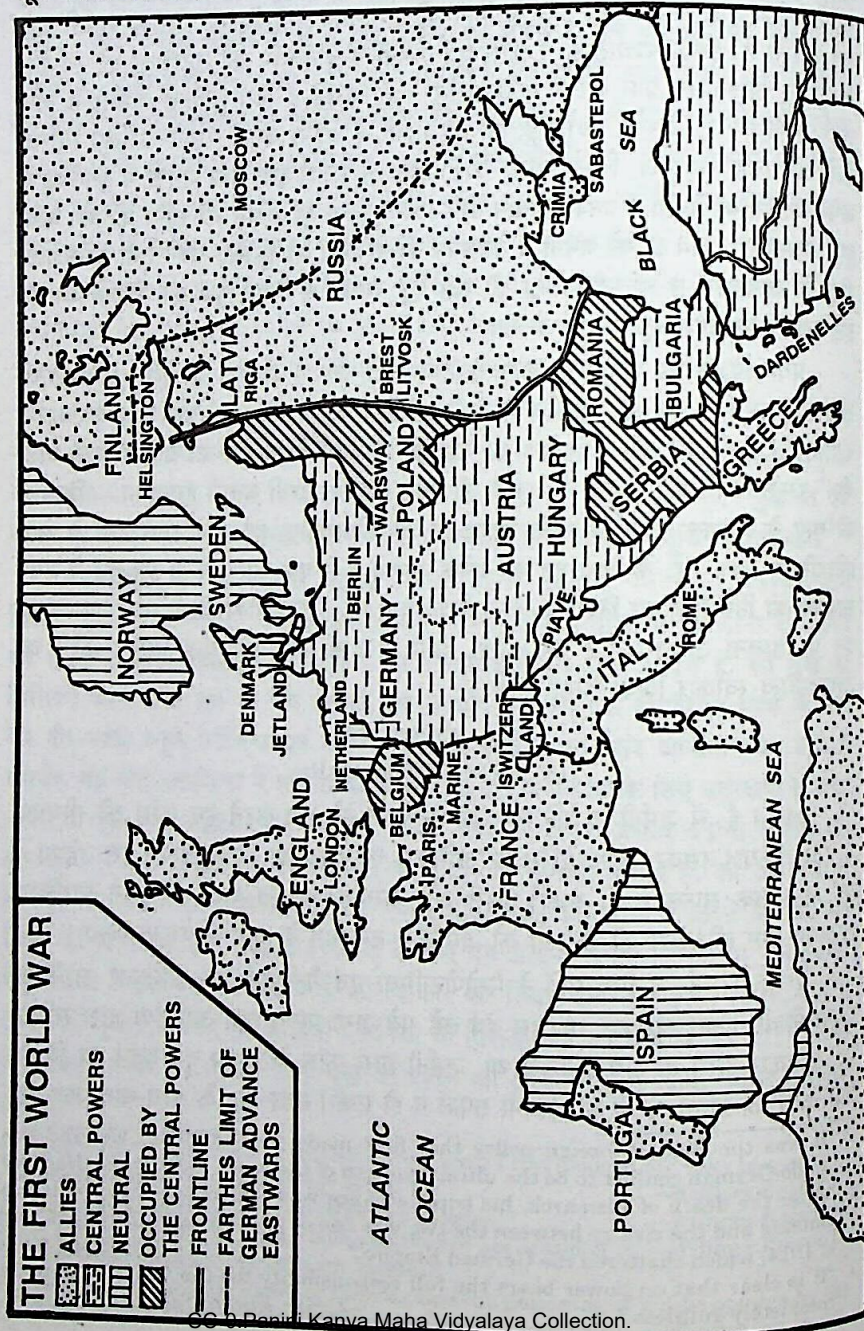 THE FIRST WORLD WAR
ALLIES
CENTRAL POWERS
NEUTRAL
OCCUPIED BY
THE CENTRAL POWERS
FRONTLINE
FARTHES LIMIT OF
GERMAN ADVANCE
EASTWARDS
NORWAY
SWEDEN
FINLAND
HELSINGTON
MOSCOW
RUSSIA
LATVIA
RIGA
DENMARK
JETLAND
ENGLAND
LONDON
NETHERLAND
BERLIN
GERMANY
WARSWA
POLAND
BREST
LITVOSK
BELGIUM
PARIS
MARINE
FRANCE
SWITZER
LAND
AUSTRIA
HUNGARY
PIAVE
ROMANIA
CRIMIA
SABASTEPOL
BLACK
SEA
BULGARIA
SERBIA
ITALY
ROME
GREECE
DARDENELLES
ATLANTIC
OCEAN
PORTUGAL
SPAIN
MEDITERRANEAN SEA
CC-0.Panini Kanya Maha Vidyalaya Collection.